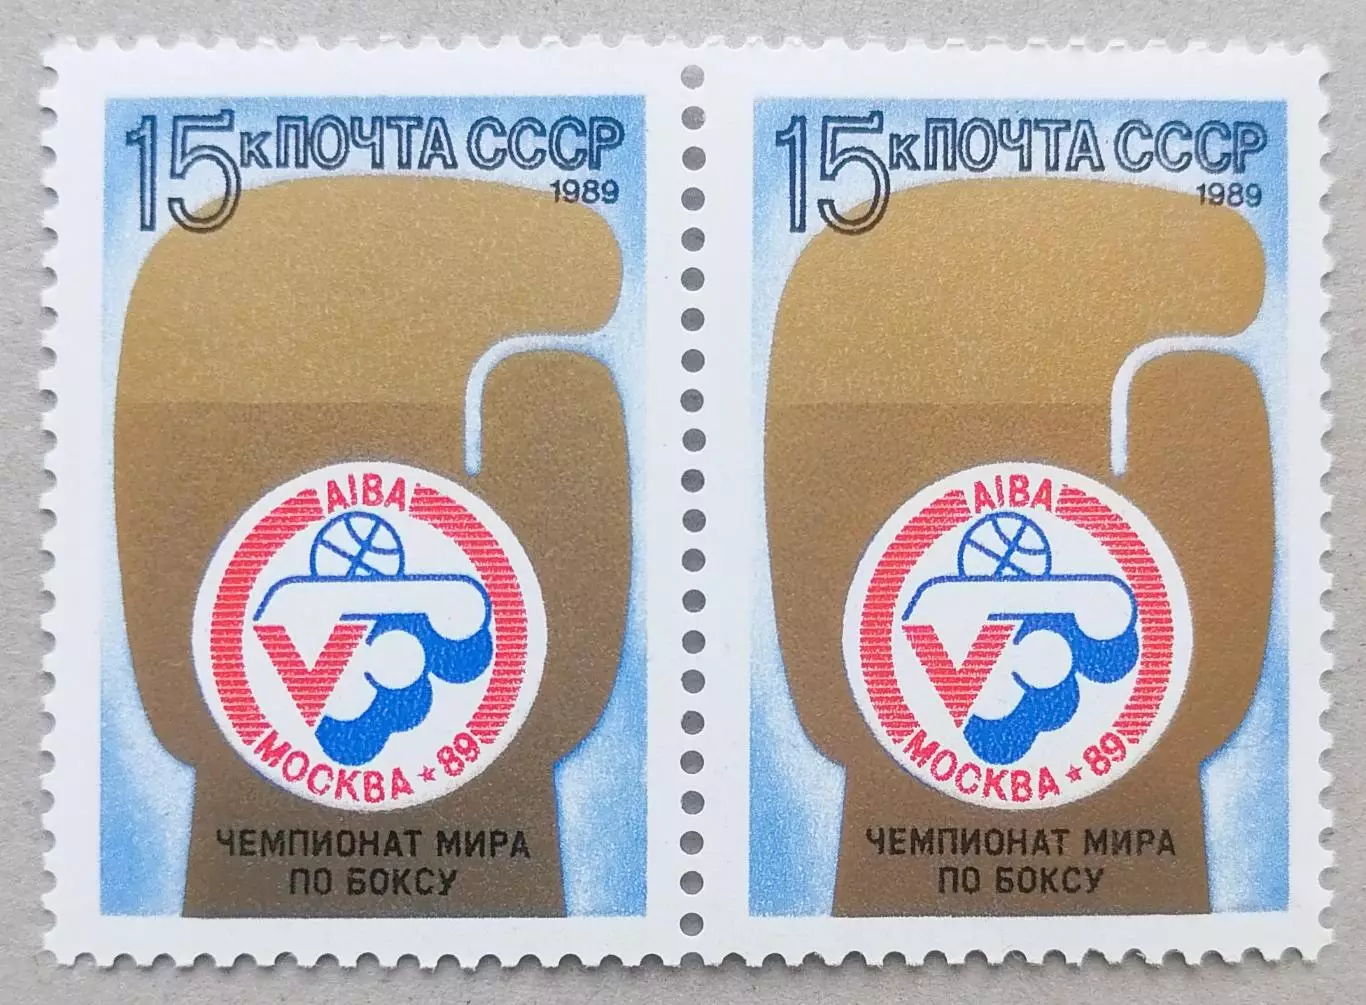 15к ПОЧТА СССР
1989
AIBA
МОСКВА ★ 89
ЧЕМПИОНАТ МИРА
ПО БОКСУ
15к ПОЧТА СССР
1989
AIBA
МОСКВА ★ 89
ЧЕМПИОНАТ МИРА
ПО БОКСУ